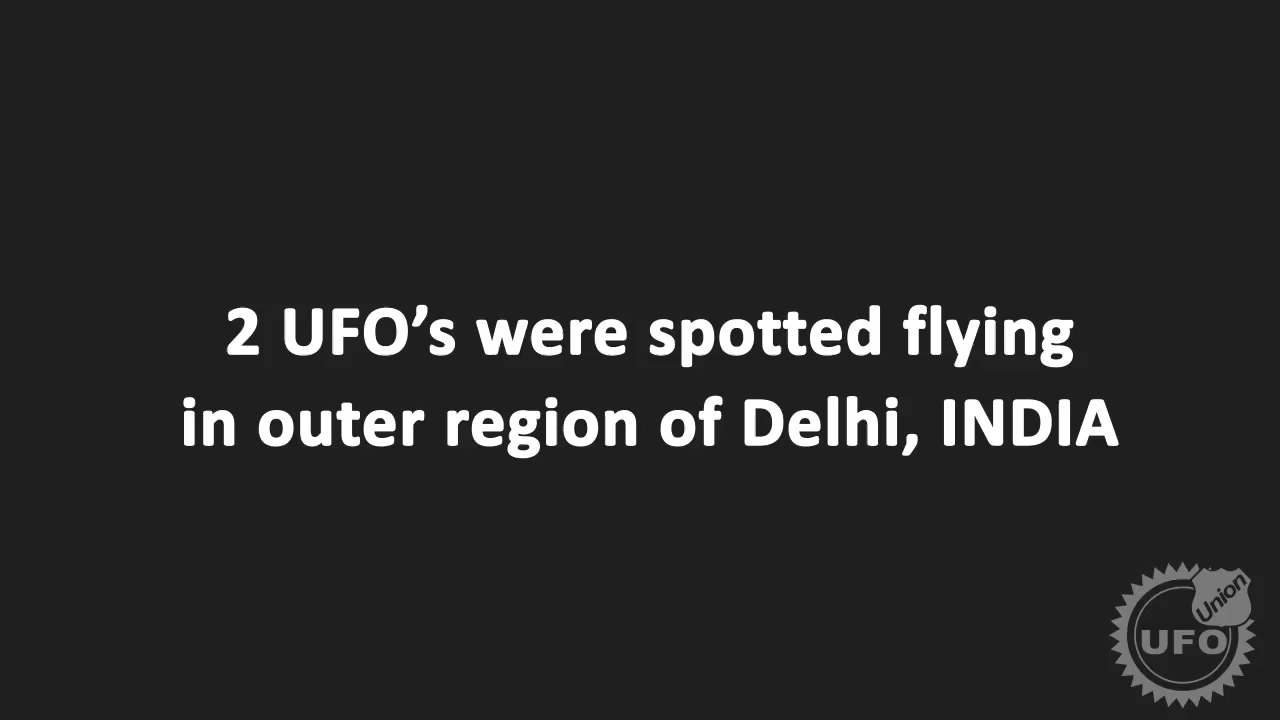 2 UFO’s were spotted flying
in outer region of Delhi, INDIA
Union
UFO